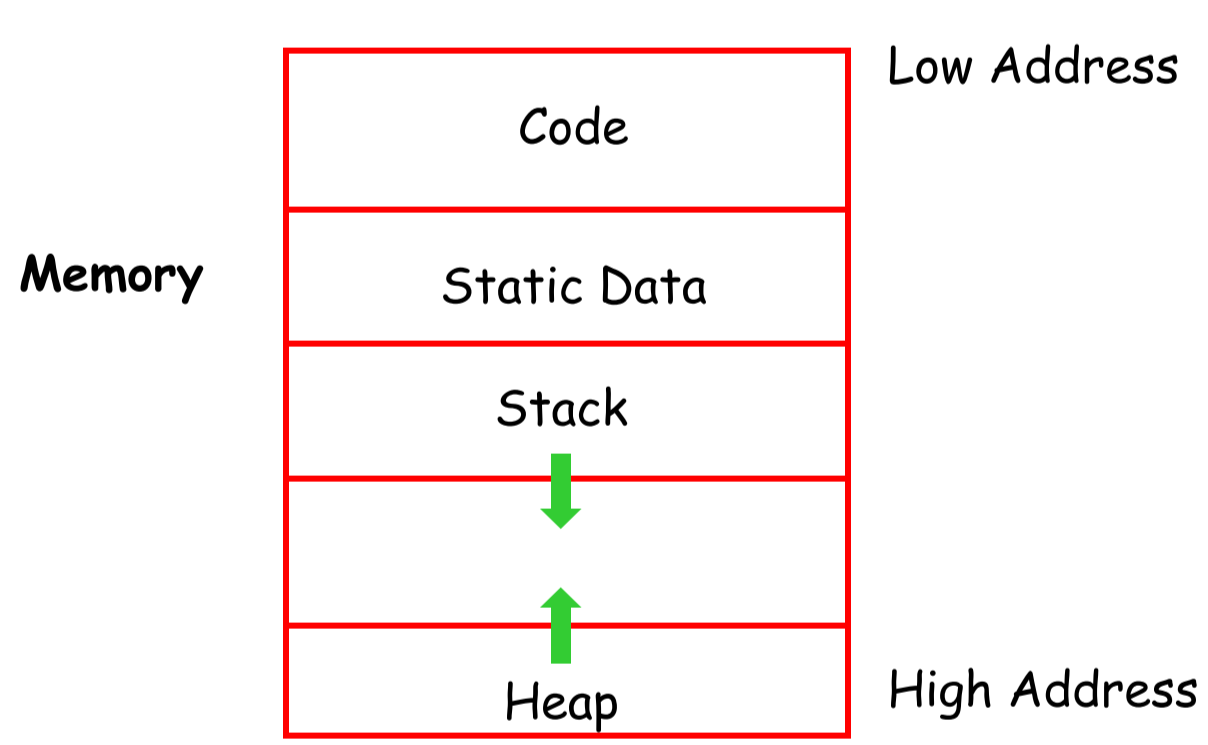 Low Address
Code
Memory
Static Data
Stack
Heap
High Address